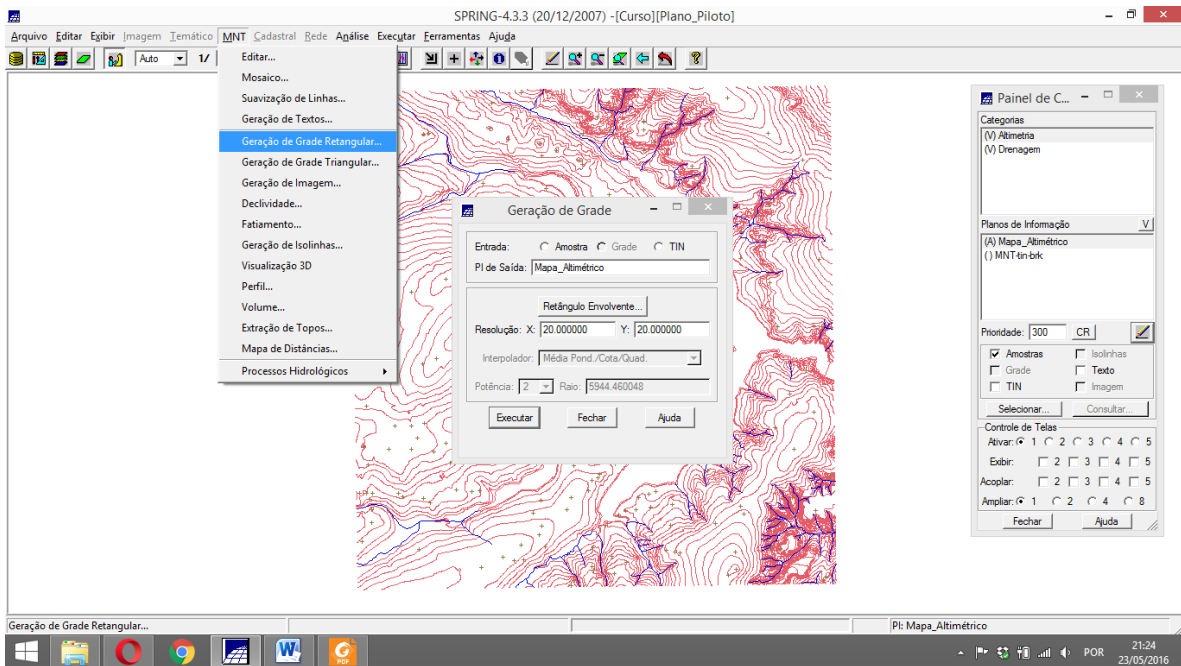 SPRING-4.3.3 (20/12/2007) -[Curso][Plano_Piloto]
Arquivo Editar Exibir Imagem Temático MNT Cadastral Rede Análise Executar Ferramentas Ajuda
Auto 1/
Editar...
Mosaico...
Suavização de Linhas...
Geração de Textos...
Geração de Grade Retangular...
Geração de Grade Triangular...
Geração de Imagem...
Declividade...
Fatiamento...
Geração de Isolinhas...
Visualização 3D
Perfil...
Volume...
Extração de Topos...
Mapa de Distâncias...
Processos Hidrológicos
Geração de Grade
Entrada: Amostra Grade TIN
PI de Saída: Mapa_Altimétrico
Retângulo Envolvente...
Resolução: X: 20.000000 Y: 20.000000
Interpolador: Média Pond./Cota/Quad.
Potência: 2 Raio: 5944.460048
Executar Fechar Ajuda
Painel de C...
Categorias
(V) Altimetria
(V) Drenagem
Planos de Informação V
(A) Mapa_Altimétrico
( ) MNT-tin-brk
Prioridade: 300 CR
Amostras Isolinhas
Grade Texto
TIN Imagem
Selecionar... Consultar...
Controle de Telas
Ativar: 1 2 3 4 5
Exibir: 2 3 4 5
Acoplar: 2 3 4 5
Ampliar: 1 2 4 8
Fechar Ajuda
Geração de Grade Retangular... PI: Mapa_Altimétrico
PDF
POR
21:24
23/05/2016